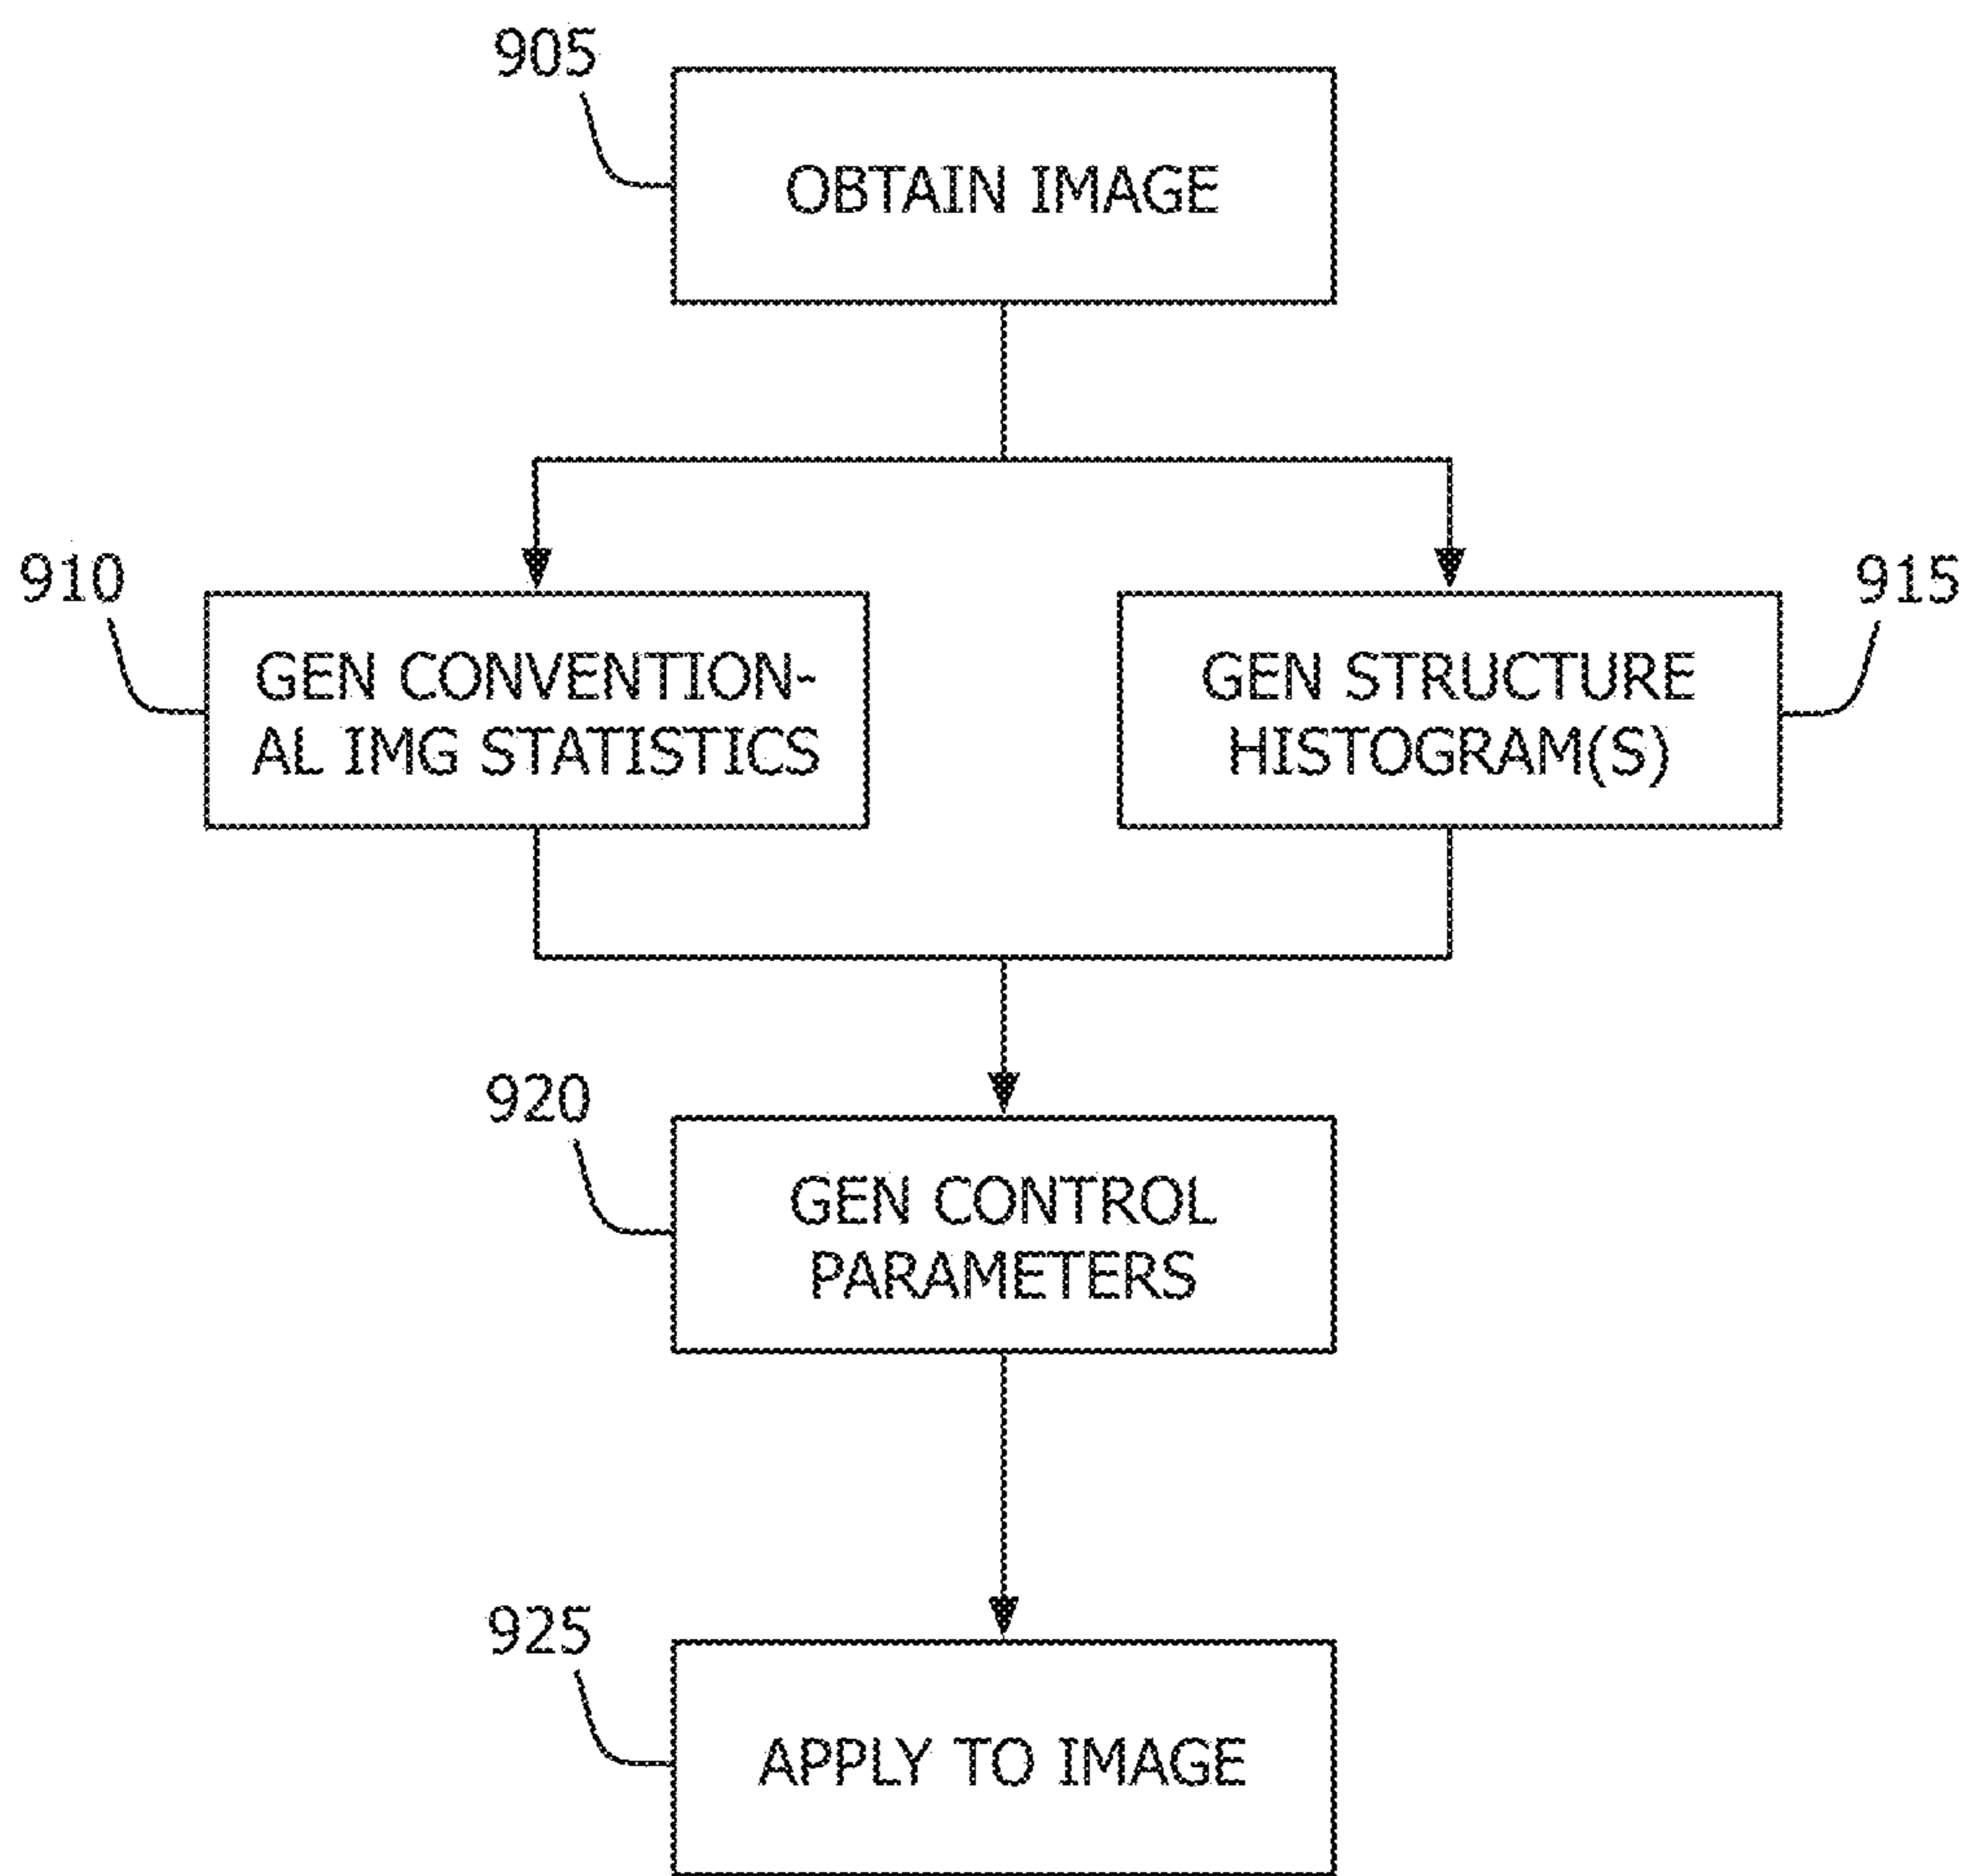 905
OBTAIN IMAGE
910
GEN CONVENTION-
AL IMG STATISTICS
915
GEN STRUCTURE
HISTOGRAM(S)
920
GEN CONTROL
PARAMETERS
925
APPLY TO IMAGE